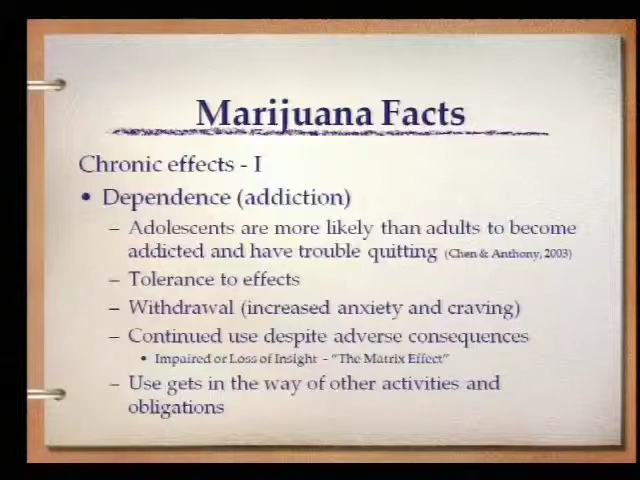 Marijuana Facts
Chronic effects - I
• Dependence (addiction)
– Adolescents are more likely than adults to become
addicted and have trouble quitting (Chen & Anthony, 2003)
– Tolerance to effects
– Withdrawal (increased anxiety and craving)
– Continued use despite adverse consequences
• Impaired or Loss of Insight - "The Matrix Effect"
– Use gets in the way of other activities and
obligations